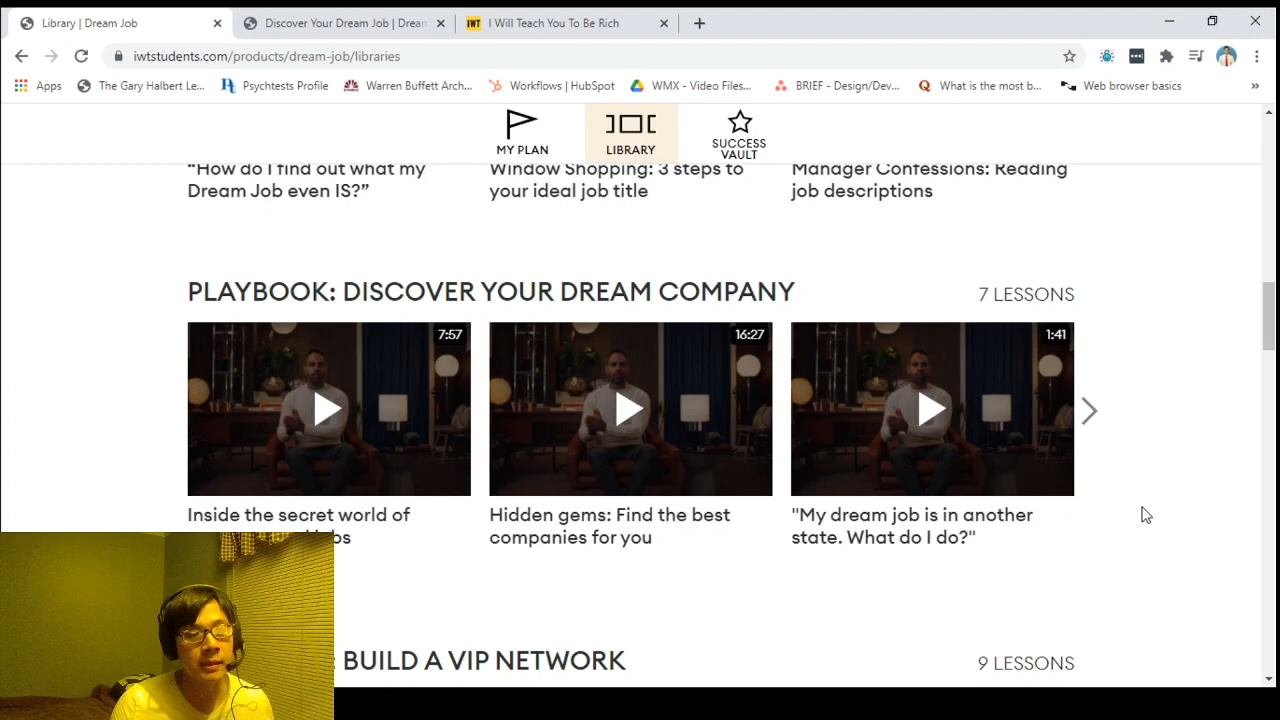 Library | Dream Job
Discover Your Dream Job | Dream
IWT
I Will Teach You To Be Rich
iwtstudents.com/products/dream-job/libraries
Apps
The Gary Halbert Le...
Psychtests Profile
Warren Buffett Arch...
Workflows | HubSpot
WMX - Video Files...
BRIEF - Design/Dev...
What is the most b...
Web browser basics
MY PLAN
LIBRARY
SUCCESS
VAULT
“How do I find out what my
Dream Job even IS?”
Window Shopping: 3 steps to
your ideal job title
Manager Confessions: Reading
job descriptions
PLAYBOOK: DISCOVER YOUR DREAM COMPANY
7 LESSONS
7:57
16:27
1:41
Inside the secret world of
Hidden gems: Find the best
companies for you
"My dream job is in another
state. What do I do?"
BUILD A VIP NETWORK
9 LESSONS